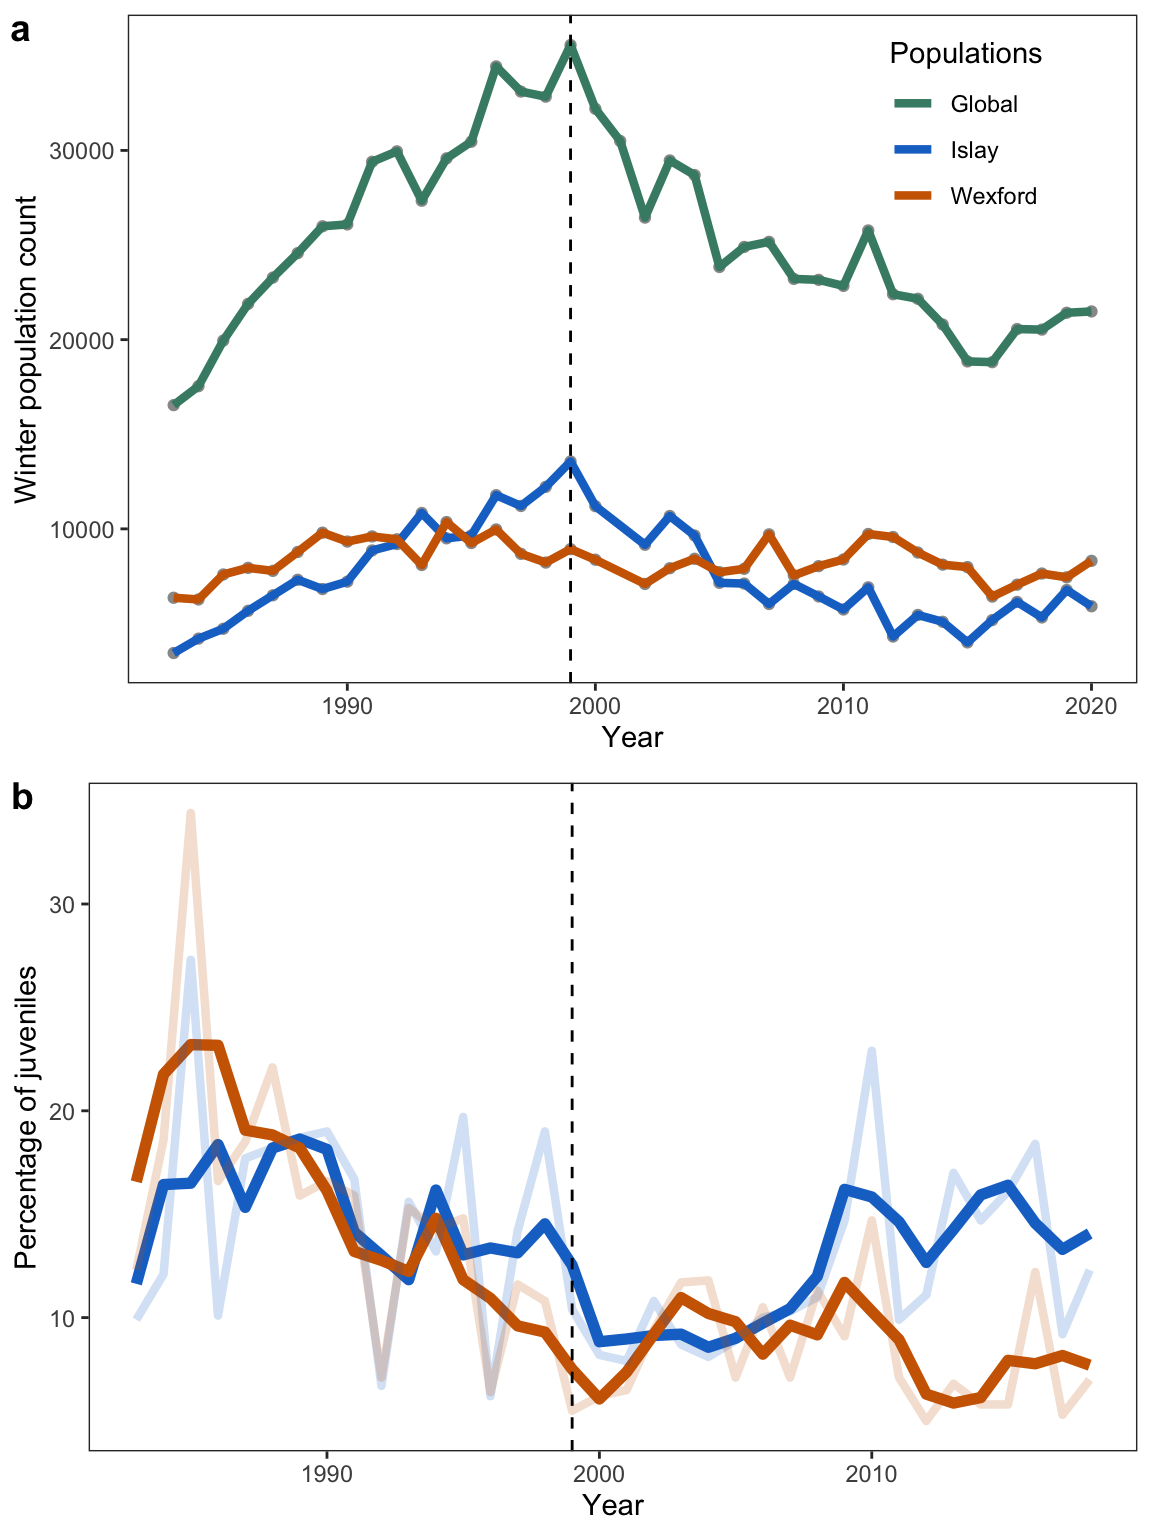 a
Populations
Global
Islay
Wexford
Winter population count
30000
20000
10000
1990
2000
2010
2020
Year
b
Percentage of juveniles
30
20
10
1990
2000
2010
Year